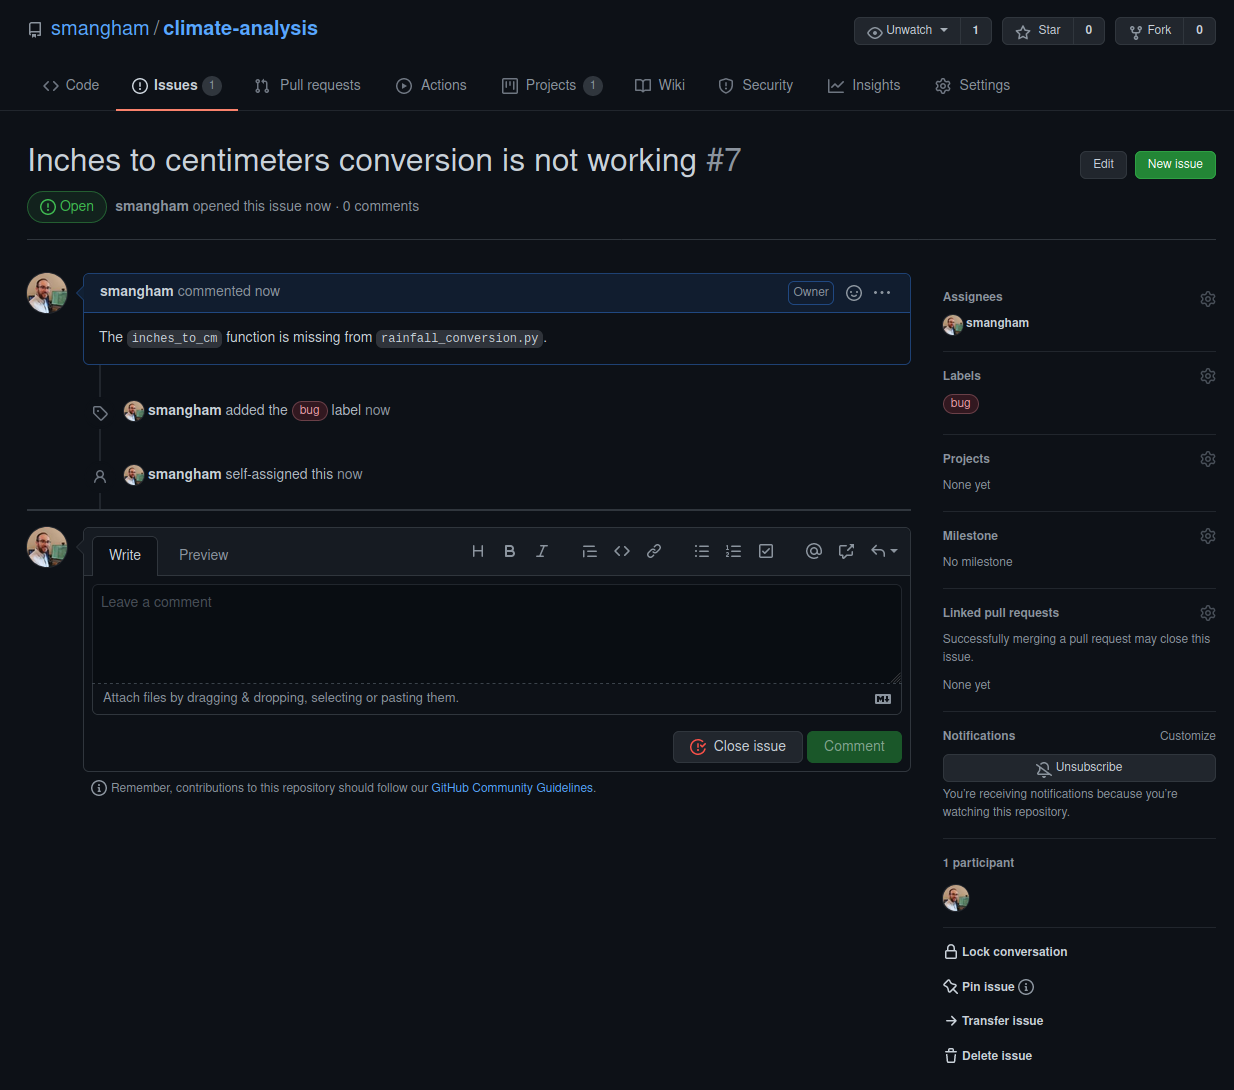 smangham / climate-analysis
Unwatch 1 Star 0 Fork 0
Code Issues 1 Pull requests Actions Projects 1 Wiki Security Insights Settings
Inches to centimeters conversion is not working #7
Edit New issue
Open smangham opened this issue now · 0 comments
smangham commented now Owner
The inches_to_cm function is missing from rainfall_conversion.py.
smangham added the bug label now
smangham self-assigned this now
Write Preview
Leave a comment
Attach files by dragging & dropping, selecting or pasting them.
Close issue Comment
Remember, contributions to this repository should follow our GitHub Community Guidelines.
Assignees
smangham
Labels
bug
Projects
None yet
Milestone
No milestone
Linked pull requests
Successfully merging a pull request may close this
issue.
None yet
Notifications Customize
Unsubscribe
You're receiving notifications because you're
watching this repository.
1 participant
Lock conversation
Pin issue
Transfer issue
Delete issue